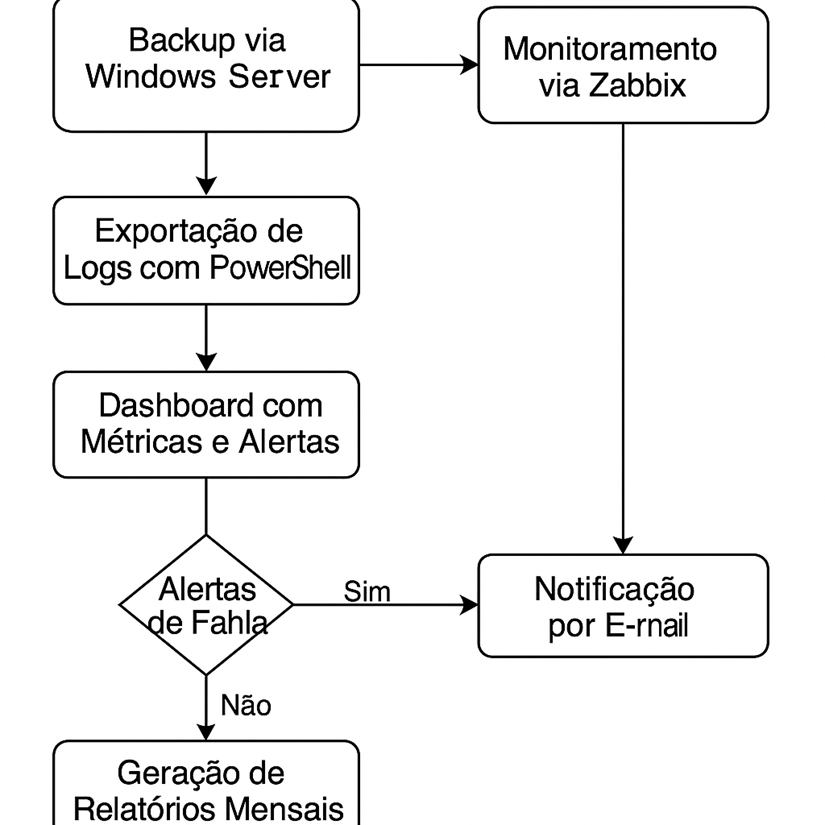 Backup via
Windows Server
Monitoramento
via Zabbix
Exportação de
Logs com PowerShell
Dashboard com
Métricas e Alertas
Alertas
de Fahla
Sim
Notificação
por E-rnail
Não
Geração de
Relatórios Mensais